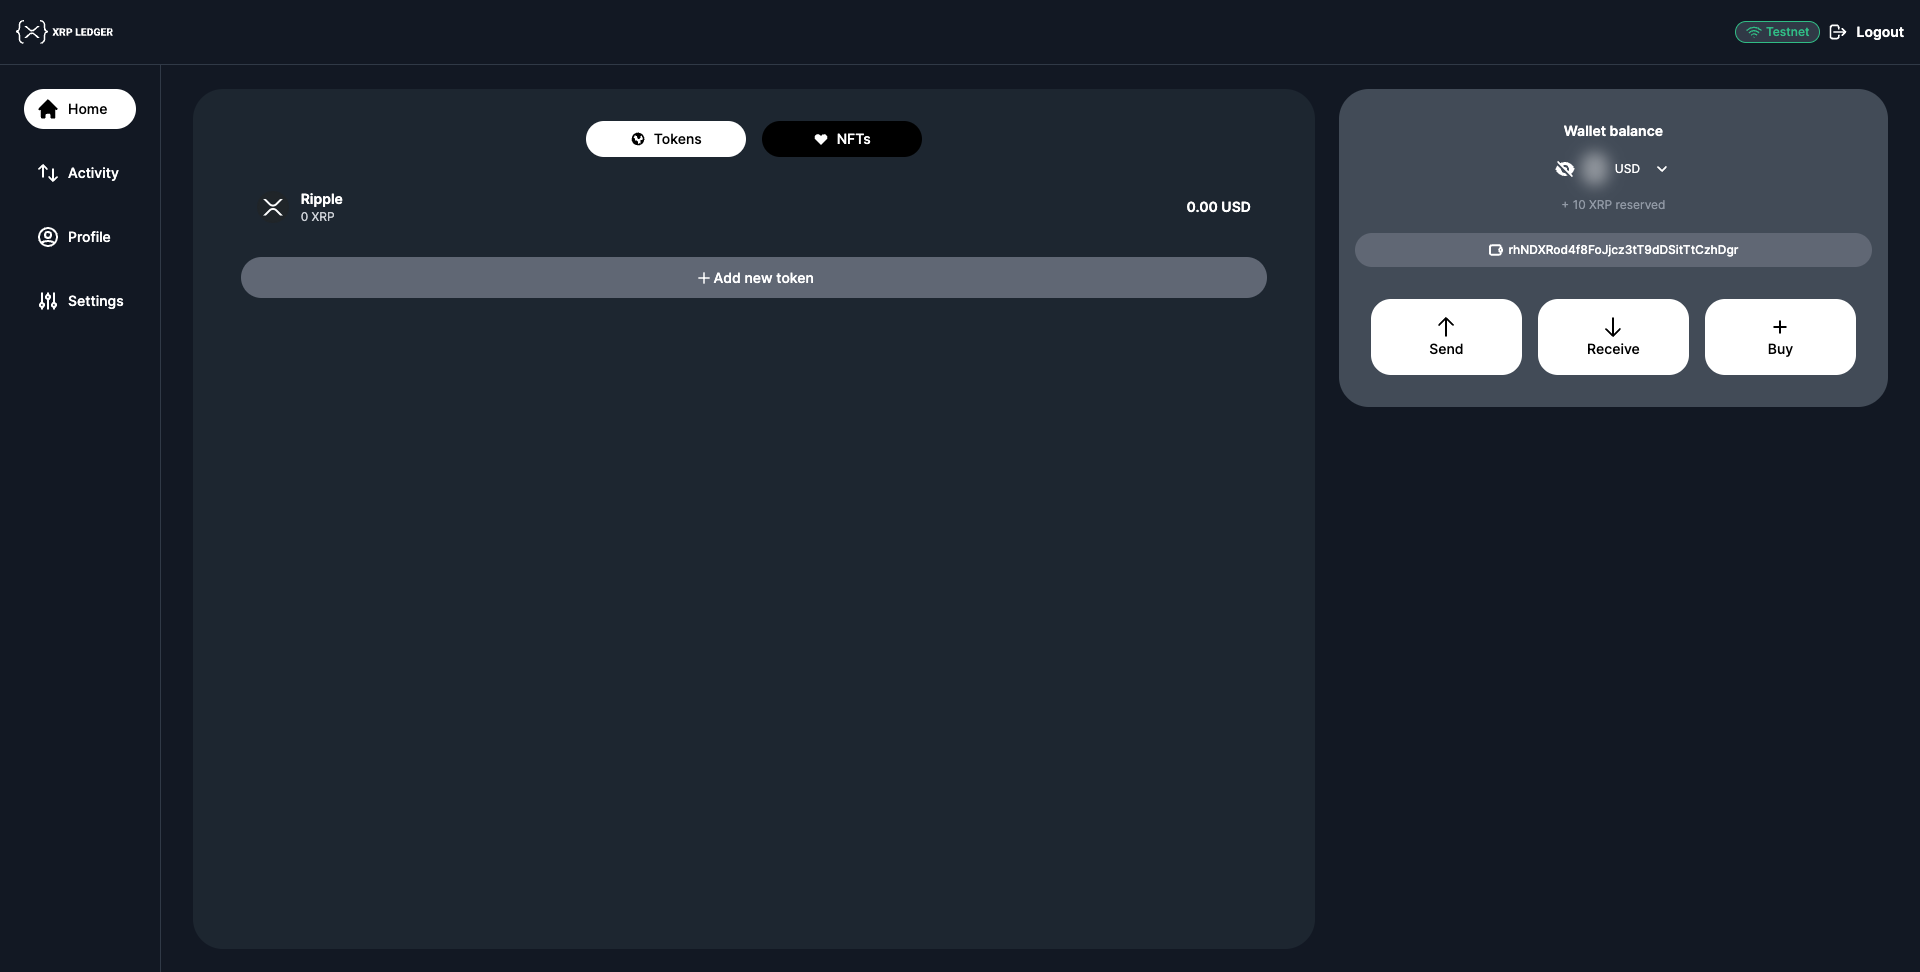 XRP LEDGER
Testnet
Logout
Home
Activity
Profile
Settings
Tokens
NFTs
Ripple
0 XRP
0.00 USD
+ Add new token
Wallet balance
USD
+ 10 XRP reserved
rhNDXRod4f8FoJjcz3tT9dDSitTtCzhDgr
Send
Receive
Buy